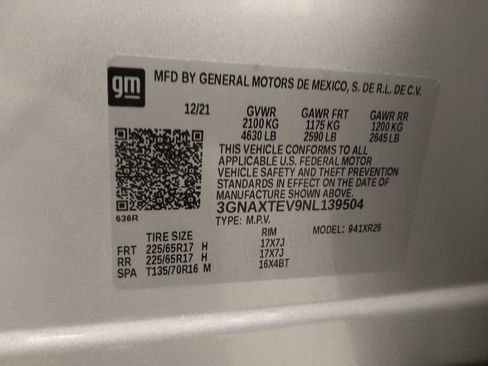 gm
MFD BY GENERAL MOTORS DE MEXICO, S. DE R.L. DE C.V.
12/21 GVWR GAWR FRT GAWR RR
2100 KG 1175 KG 1200 KG
4630 LB 2590 LB 2645 LB
THIS VEHICLE CONFORMS TO ALL
APPLICABLE U.S. FEDERAL MOTOR
VEHICLE SAFETY AND THEFT PREVENTION
STANDARDS IN EFFECT ON THE DATE OF
MANUFACTURE SHOWN ABOVE.
3GNAXTEV9NL139504
636R
TYPE: M.P.V. MODEL: 941XR26
TIRE SIZE RIM
FRT 225/65R17 H 17X7J
RR 225/65R17 H 17X7J
SPA T135/70R16 M 16X4BT